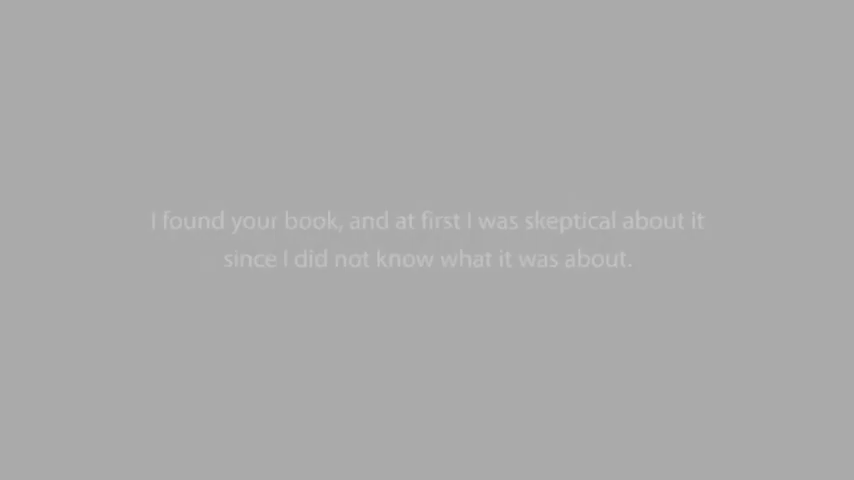 I found your book, and at first I was skeptical about it
since I did not know what it was about.